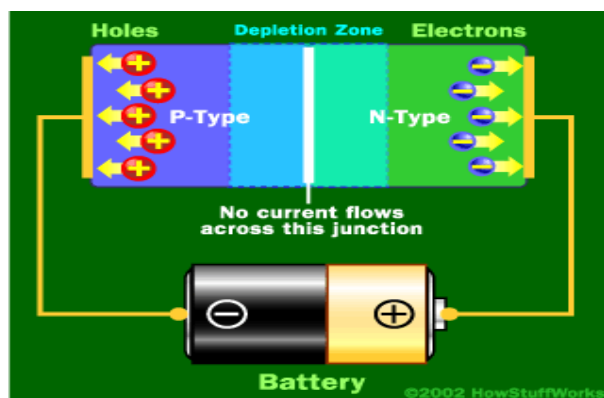 Holes
Depletion Zone
Electrons
P-Type
N-Type
No current flows
across this junction
Battery
©2002 HowStuffWorks